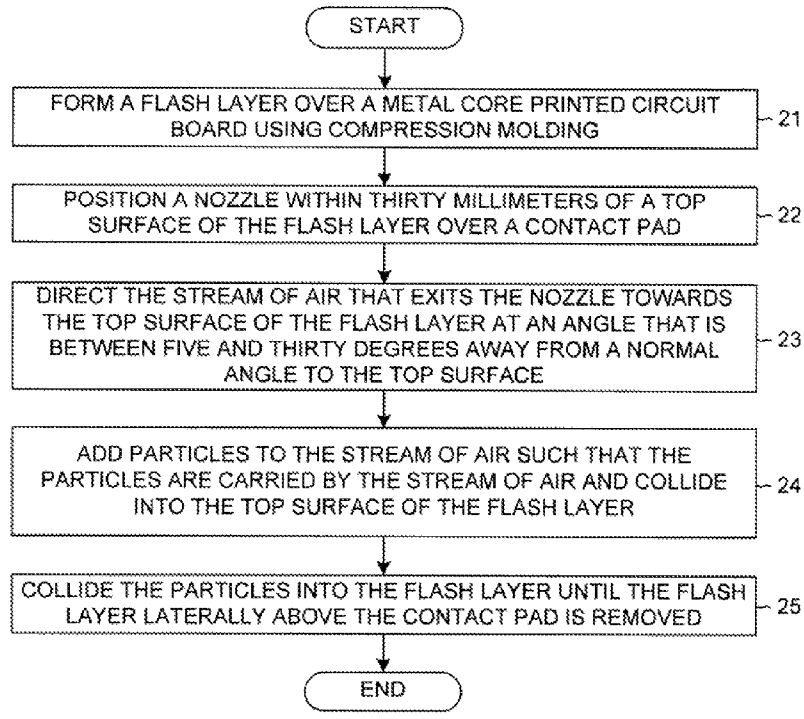 START
FORM A FLASH LAYER OVER A METAL CORE PRINTED CIRCUIT
BOARD USING COMPRESSION MOLDING
21
POSITION A NOZZLE WITHIN THIRTY MILLIMETERS OF A TOP
SURFACE OF THE FLASH LAYER OVER A CONTACT PAD
22
DIRECT THE STREAM OF AIR THAT EXITS THE NOZZLE TOWARDS
THE TOP SURFACE OF THE FLASH LAYER AT AN ANGLE THAT IS
BETWEEN FIVE AND THIRTY DEGREES AWAY FROM A NORMAL
ANGLE TO THE TOP SURFACE
23
ADD PARTICLES TO THE STREAM OF AIR SUCH THAT THE
PARTICLES ARE CARRIED BY THE STREAM OF AIR AND COLLIDE
INTO THE TOP SURFACE OF THE FLASH LAYER
24
COLLIDE THE PARTICLES INTO THE FLASH LAYER UNTIL THE FLASH
LAYER LATERALLY ABOVE THE CONTACT PAD IS REMOVED
25
END